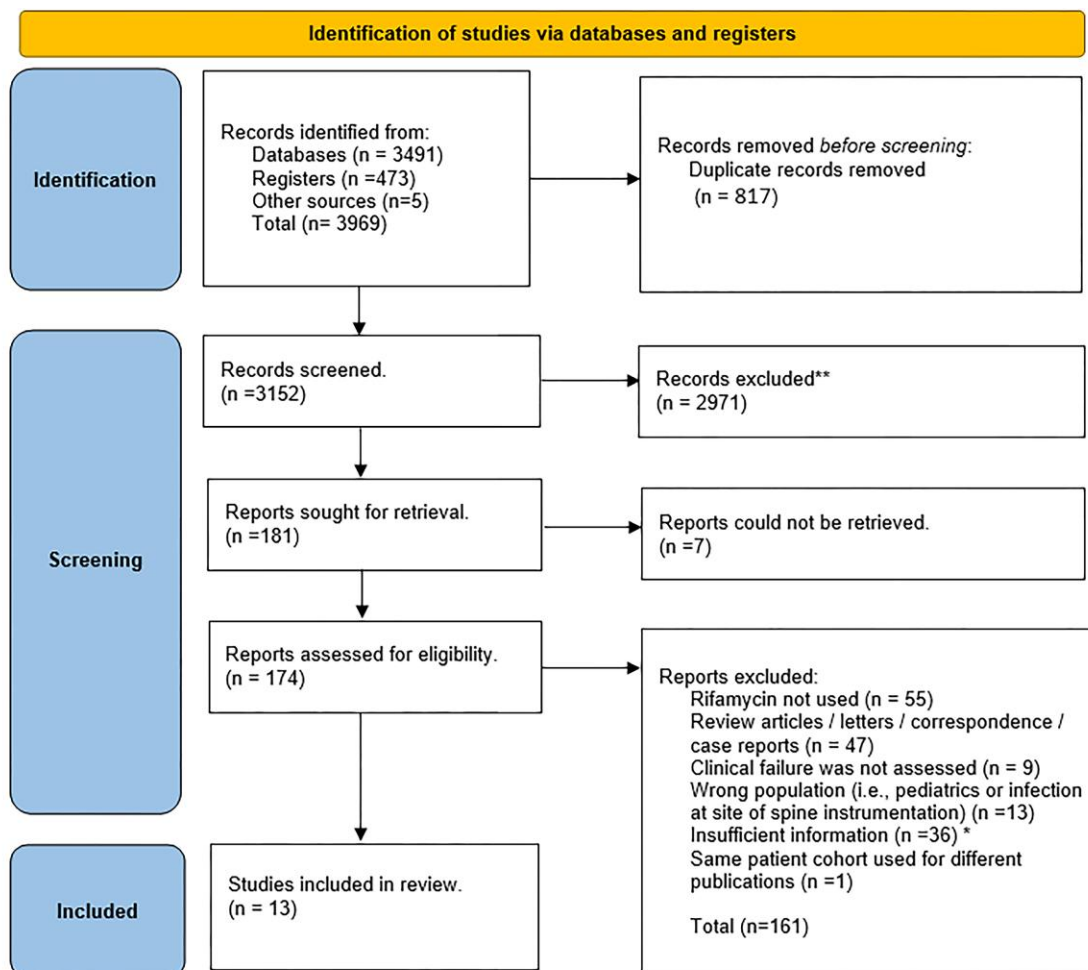 Identification of studies via databases and registers
Identification
Records identified from:
Databases (n = 3491)
Registers (n =473)
Other sources (n=5)
Total (n= 3969)
Records removed before screening:
Duplicate records removed
(n = 817)
Screening
Records screened.
(n =3152)
Records excluded**
(n = 2971)
Reports sought for retrieval.
(n =181)
Reports could not be retrieved.
(n =7)
Reports assessed for eligibility.
(n = 174)
Reports excluded:
Rifamycin not used (n = 55)
Review articles / letters / correspondence /
case reports (n = 47)
Clinical failure was not assessed (n = 9)
Wrong population (i.e., pediatrics or infection
at site of spine instrumentation) (n =13)
Insufficient information (n =36) *
Same patient cohort used for different
publications (n =1)
Total (n=161)
Included
Studies included in review.
(n = 13)